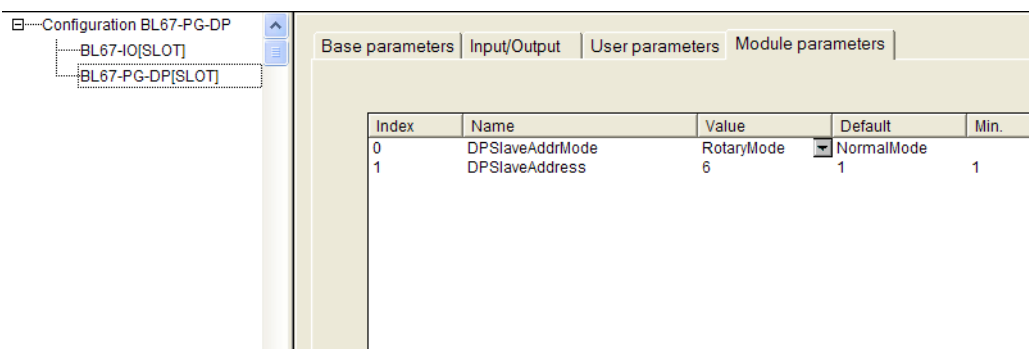 Configuration BL67-PG-DP
BL67-IO[SLOT]
BL67-PG-DP[SLOT]
Base parameters Input/Output User parameters Module parameters
Index Name Value Default Min.
0 DPSlaveAddrMode RotaryMode NormalMode
1 DPSlaveAddress 6 1 1